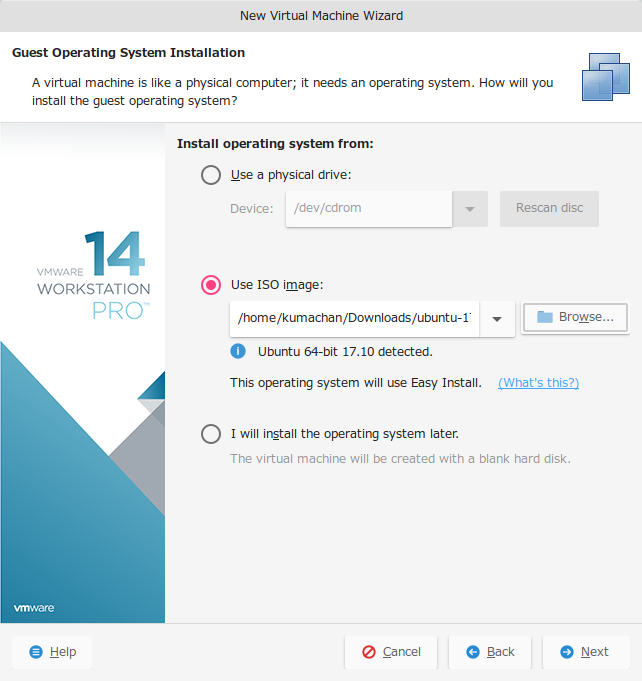 New Virtual Machine Wizard
Guest Operating System Installation
A virtual machine is like a physical computer; it needs an operating system. How will you
install the guest operating system?
Install operating system from:
Use a physical drive:
Device: /dev/cdrom Rescan disc
VMWARE 14
WORKSTATION
PRO™
Use ISO image:
/home/kumachan/Downloads/ubuntu-1 Browse...
Ubuntu 64-bit 17.10 detected.
This operating system will use Easy Install. (What's this?)
I will install the operating system later.
The virtual machine will be created with a blank hard disk.
vmware
Help Cancel Back Next